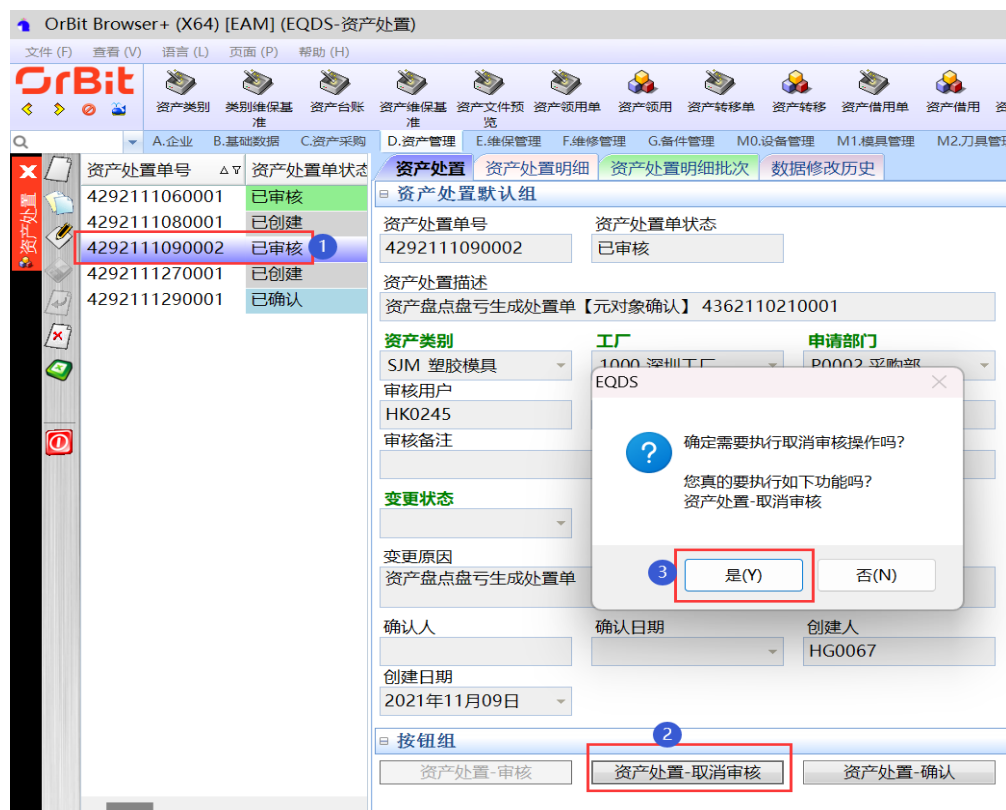 OrBit Browser+ (X64) [EAM] (EQDS-资产处置)
文件 (F) 查看 (V) 语言 (L) 页面 (P) 帮助 (H)
OrBit
资产类别 类别维保基准 资产台账 资产维保基准 资产文件预览 资产领用单 资产领用 资产转移单 资产转移 资产借用单 资产借用 资
A.企业 B.基础数据 C.资产采购 D.资产管理 E.维保管理 F.维修管理 G.备件管理 M0.设备管理 M1.模具管理 M2.刀具管
资产处置
资产处置单号 资产处置单状态
4292111060001 已审核
4292111080001 已创建
4292111090002 已审核 1
4292111270001 已创建
4292111290001 已确认
资产处置 资产处置明细 资产处置明细批次 数据修改历史
资产处置默认组
资产处置单号 资产处置单状态
4292111090002 已审核
资产处置描述
资产盘点盘亏生成处置单【元对象确认】 4362110210001
资产类别 工厂 申请部门
SJM 塑胶模具 1000 深圳工厂 P0002 采购部
审核用户
HK0245
审核备注
变更状态
变更原因
资产盘点盘亏生成处置单
EQDS
确定需要执行取消审核操作吗?
您真的要执行如下功能吗?
资产处置-取消审核
3 是(Y) 否(N)
确认人 确认日期 创建人
HG0067
创建日期
2021年11月09日
按钮组 2
资产处置-审核 资产处置-取消审核 资产处置-确认